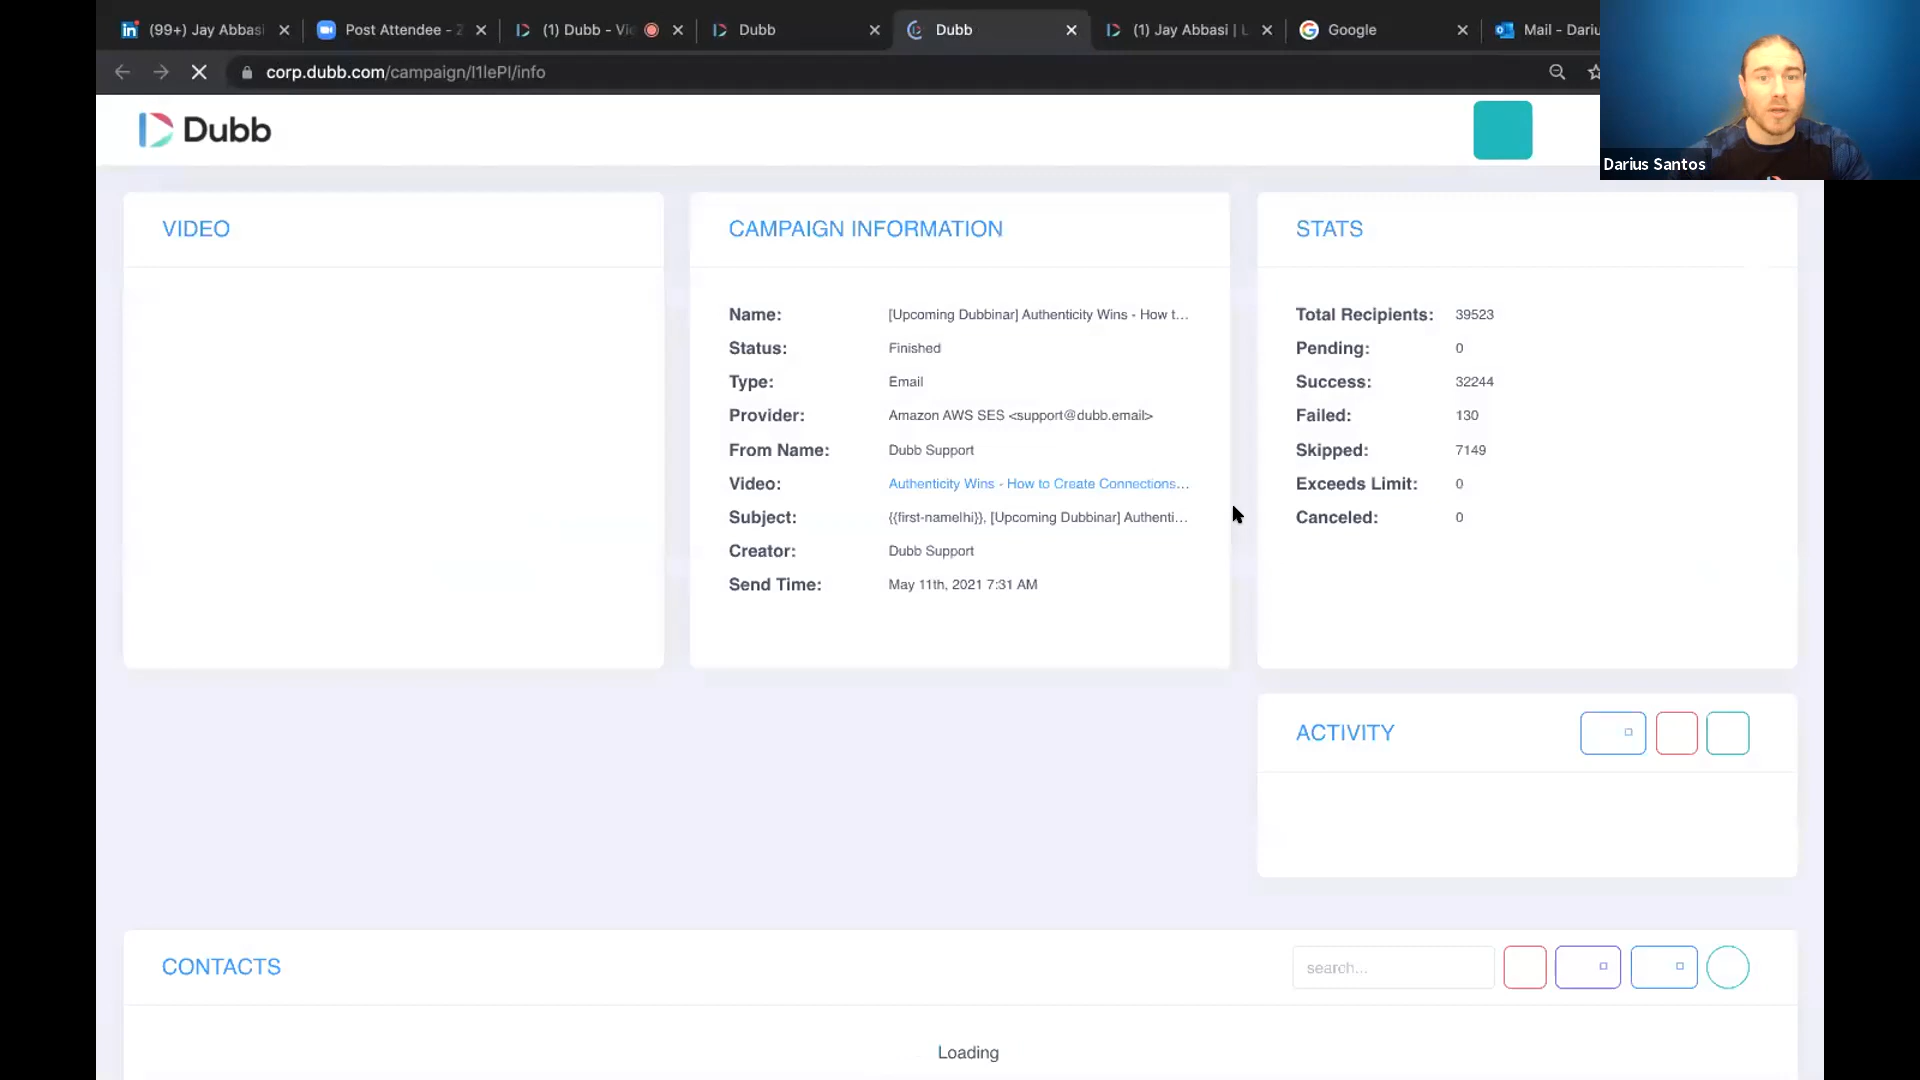 (99+) Jay Abbasi
Post Attendee - Z
(1) Dubb - Vi
Dubb
Dubb
(1) Jay Abbasi | L
Google
Mail - Dariu
corp.dubb.com/campaign/I1lePl/info
Dubb
Darius Santos
VIDEO
CAMPAIGN INFORMATION
Name: [Upcoming Dubbinar] Authenticity Wins - How t...
Status: Finished
Type: Email
Provider: Amazon AWS SES <support@dubb.email>
From Name: Dubb Support
Video: Authenticity Wins - How to Create Connections...
Subject: {{first-name|hi}}, [Upcoming Dubbinar] Authenti...
Creator: Dubb Support
Send Time: May 11th, 2021 7:31 AM
STATS
Total Recipients: 39523
Pending: 0
Success: 32244
Failed: 130
Skipped: 7149
Exceeds Limit: 0
Canceled: 0
ACTIVITY
CONTACTS
search...
Loading